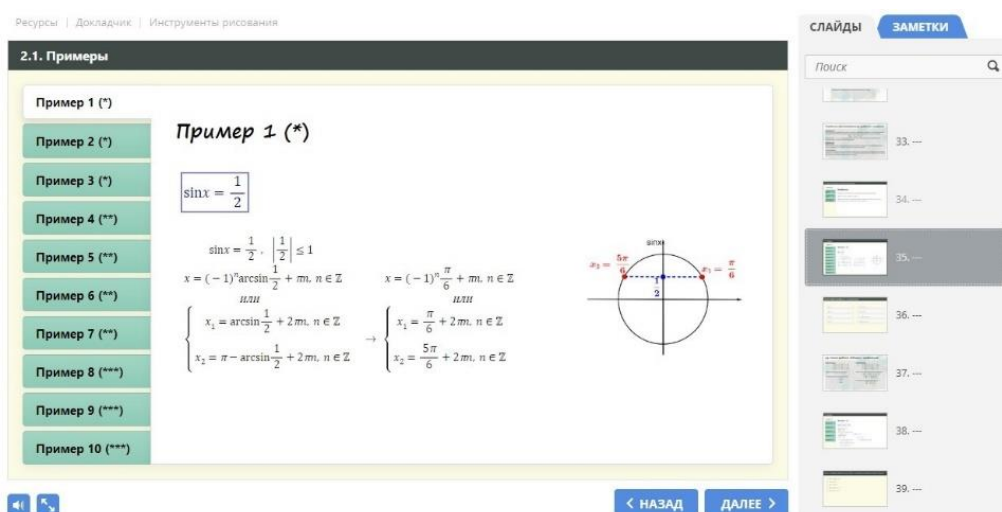 Ресурсы | Докладчик | Инструменты рисования
2.1. Примеры
Пример 1 (*)
Пример 2 (*)
Пример 3 (*)
Пример 4 (**)
Пример 5 (**)
Пример 6 (**)
Пример 7 (**)
Пример 8 (***)
Пример 9 (***)
Пример 10 (***)
Пример 1 (*)
sinx = 1/2
sinx = 1/2 , |1/2| ≤ 1
x = (−1)ⁿarcsin 1/2 + πn, n ∈ ℤ
или
x₁ = arcsin 1/2 + 2πn, n ∈ ℤ
x₂ = π − arcsin 1/2 + 2πn, n ∈ ℤ
→
x = (−1)ⁿ π/6 + πn, n ∈ ℤ
или
x₁ = π/6 + 2πn, n ∈ ℤ
x₂ = 5π/6 + 2πn, n ∈ ℤ
sinx
x₂ = 5π/6
x₁ = π/6
1/2
< НАЗАД
ДАЛЕЕ >
СЛАЙДЫ
ЗАМЕТКИ
Поиск
33. ---
34. ---
35. ---
36. ---
37. ---
38. ---
39. ---